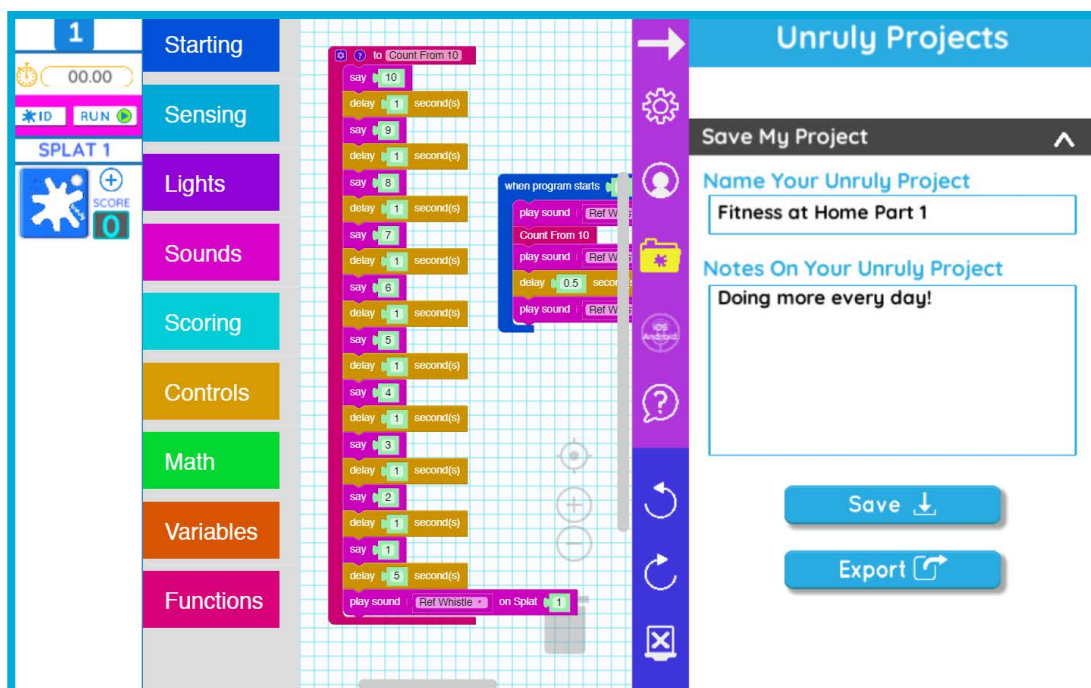 1
00.00
ID
RUN
SPLAT 1
SCORE
0
Starting
Sensing
Lights
Sounds
Scoring
Controls
Math
Variables
Functions
to Count From 10
say 10
delay 1 second(s)
say 9
delay 1 second(s)
say 8
delay 1 second(s)
say 7
delay 1 second(s)
say 6
delay 1 second(s)
say 5
delay 1 second(s)
say 4
delay 1 second(s)
say 3
delay 1 second(s)
say 2
delay 1 second(s)
say 1
delay 5 second(s)
play sound Ref Whistle on Splat 1
when program starts
play sound Ref W
Count From 10
play sound Ref W
delay 0.5 secon
play sound Ref W
iOS
Android
Unruly Projects
Save My Project
Name Your Unruly Project
Fitness at Home Part 1
Notes On Your Unruly Project
Doing more every day!
Save
Export